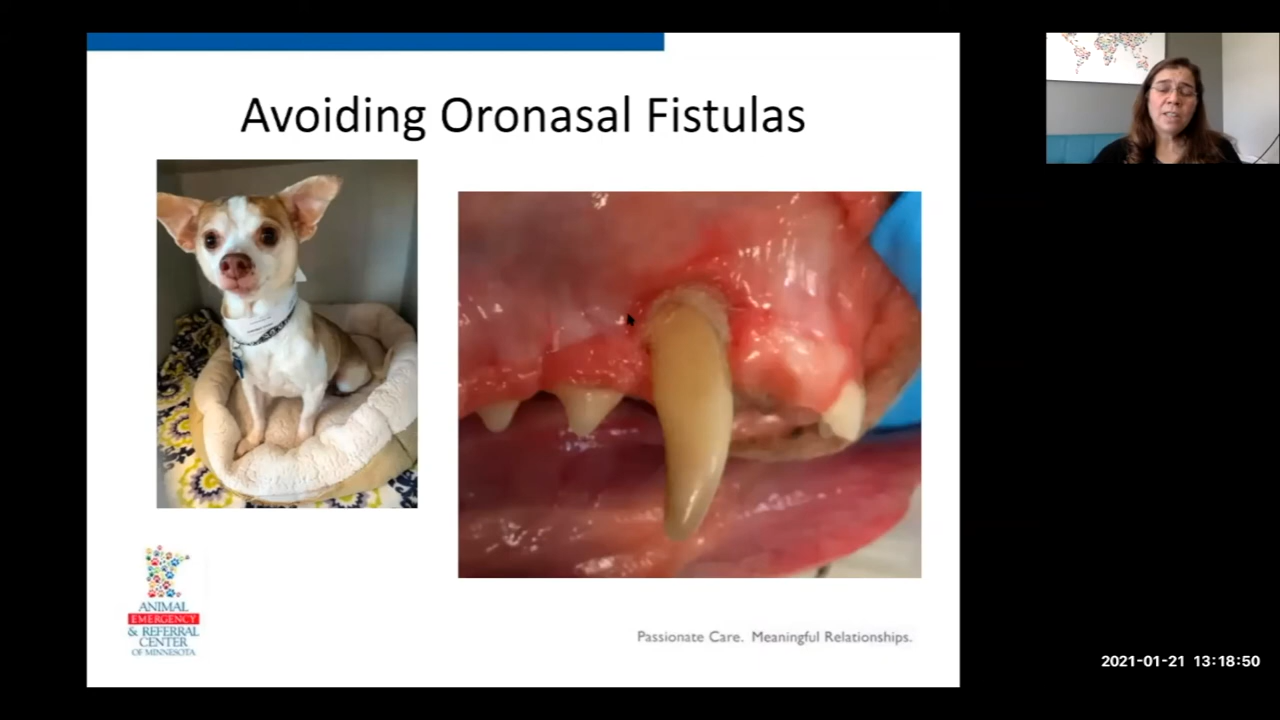 Avoiding Oronasal Fistulas
ANIMAL
EMERGENCY
& REFERRAL
CENTER
OF MINNESOTA
Passionate Care. Meaningful Relationships.
2021-01-21 13:18:50